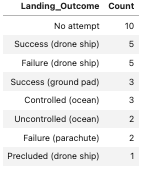 Landing_Outcome Count
No attempt 10
Success (drone ship) 5
Failure (drone ship) 5
Success (ground pad) 3
Controlled (ocean) 3
Uncontrolled (ocean) 2
Failure (parachute) 2
Precluded (drone ship) 1